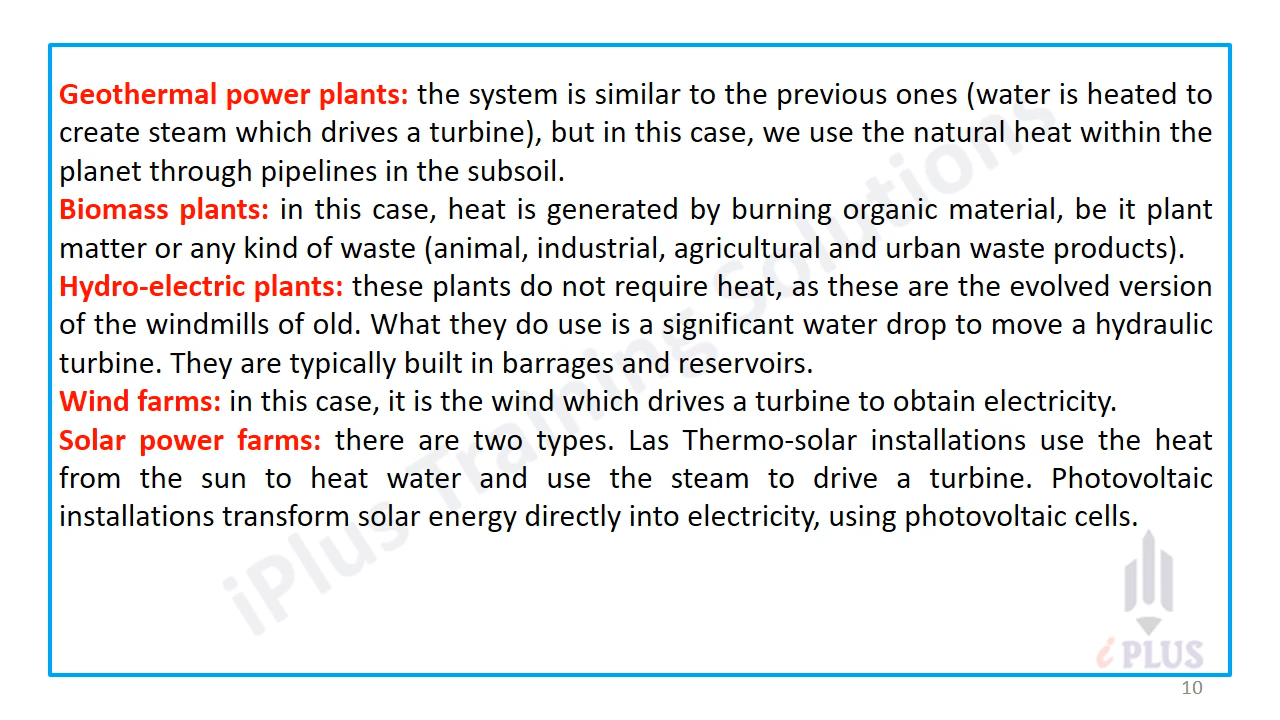 Geothermal power plants: the system is similar to the previous ones (water is heated to
create steam which drives a turbine), but in this case, we use the natural heat within the
planet through pipelines in the subsoil.
Biomass plants: in this case, heat is generated by burning organic material, be it plant
matter or any kind of waste (animal, industrial, agricultural and urban waste products).
Hydro-electric plants: these plants do not require heat, as these are the evolved version
of the windmills of old. What they do use is a significant water drop to move a hydraulic
turbine. They are typically built in barrages and reservoirs.
Wind farms: in this case, it is the wind which drives a turbine to obtain electricity.
Solar power farms: there are two types. Las Thermo-solar installations use the heat
from the sun to heat water and use the steam to drive a turbine. Photovoltaic
installations transform solar energy directly into electricity, using photovoltaic cells.
iPlus Training Solutions
i PLUS
10